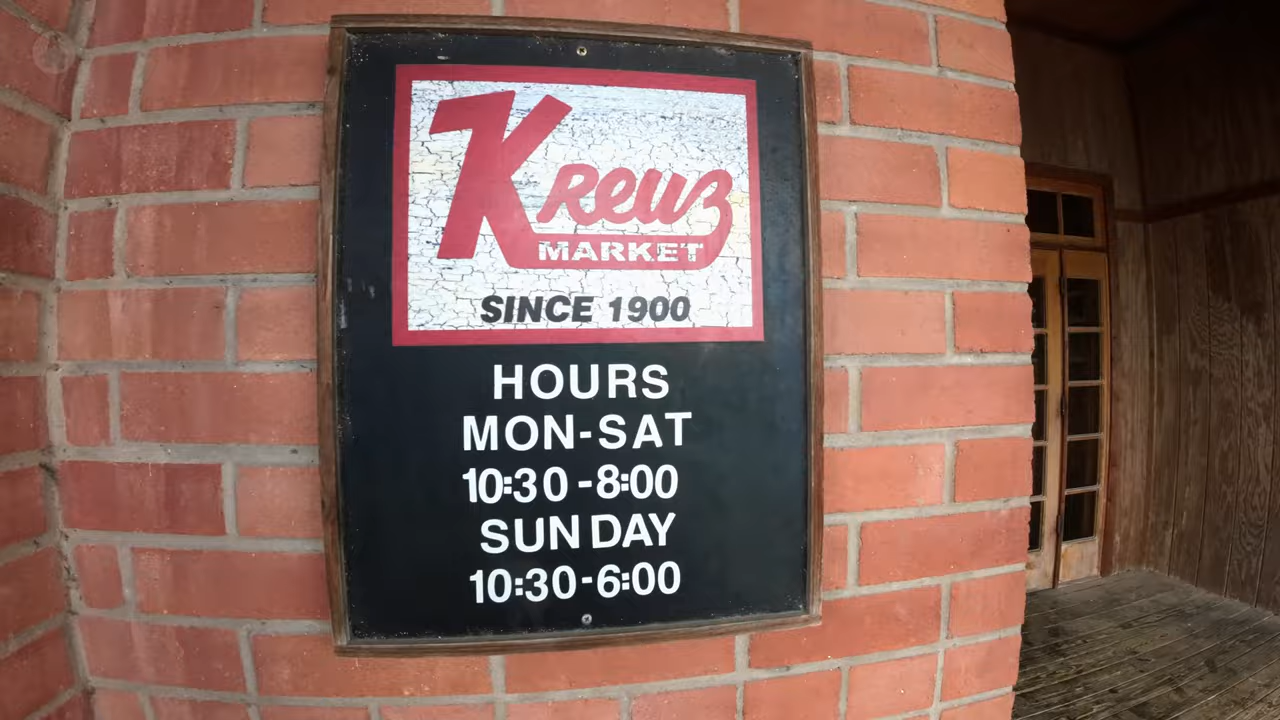 Kreuz
MARKET
SINCE 1900
HOURS
MON-SAT
10:30-8:00
SUNDAY
10:30-6:00